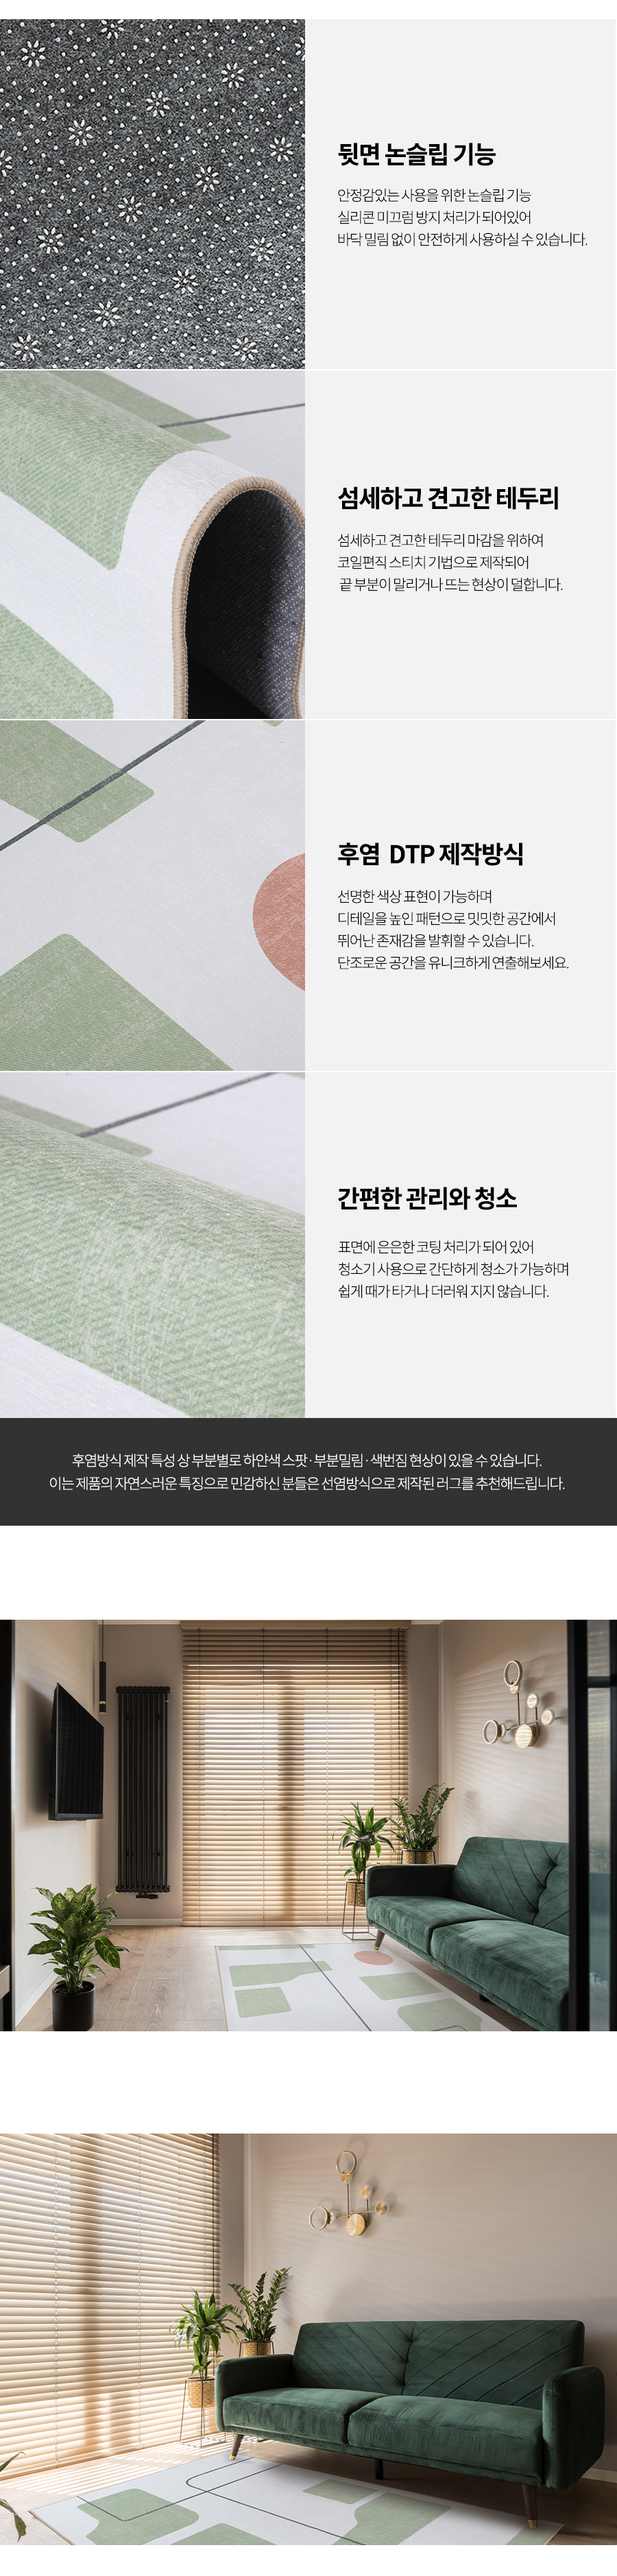 뒷면 논슬립 기능
안정감있는 사용을 위한 논슬립 기능
실리콘 미끄럼 방지 처리가 되어있어
바닥 밀림 없이 안전하게 사용하실 수 있습니다.
섬세하고 견고한 테두리
섬세하고 견고한 테두리 마감을 위하여
코일편직 스티치 기법으로 제작되어
끝 부분이 말리거나 뜨는 현상이 덜합니다.
후염 DTP 제작방식
선명한 색상 표현이 가능하며
디테일을 높인 패턴으로 밋밋한 공간에서
뛰어난 존재감을 발휘할 수 있습니다.
단조로운 공간을 유니크하게 연출해보세요.
간편한 관리와 청소
표면에 은은한 코팅 처리가 되어 있어
청소기 사용으로 간단하게 청소가 가능하며
쉽게 때가 타거나 더러워 지지 않습니다.
후염방식 제작 특성 상 부분별로 하얀색 스팟 · 부분밀림 · 색번짐 현상이 있을 수 있습니다.
이는 제품의 자연스러운 특징으로 민감하신 분들은 선염방식으로 제작된 러그를 추천해드립니다.